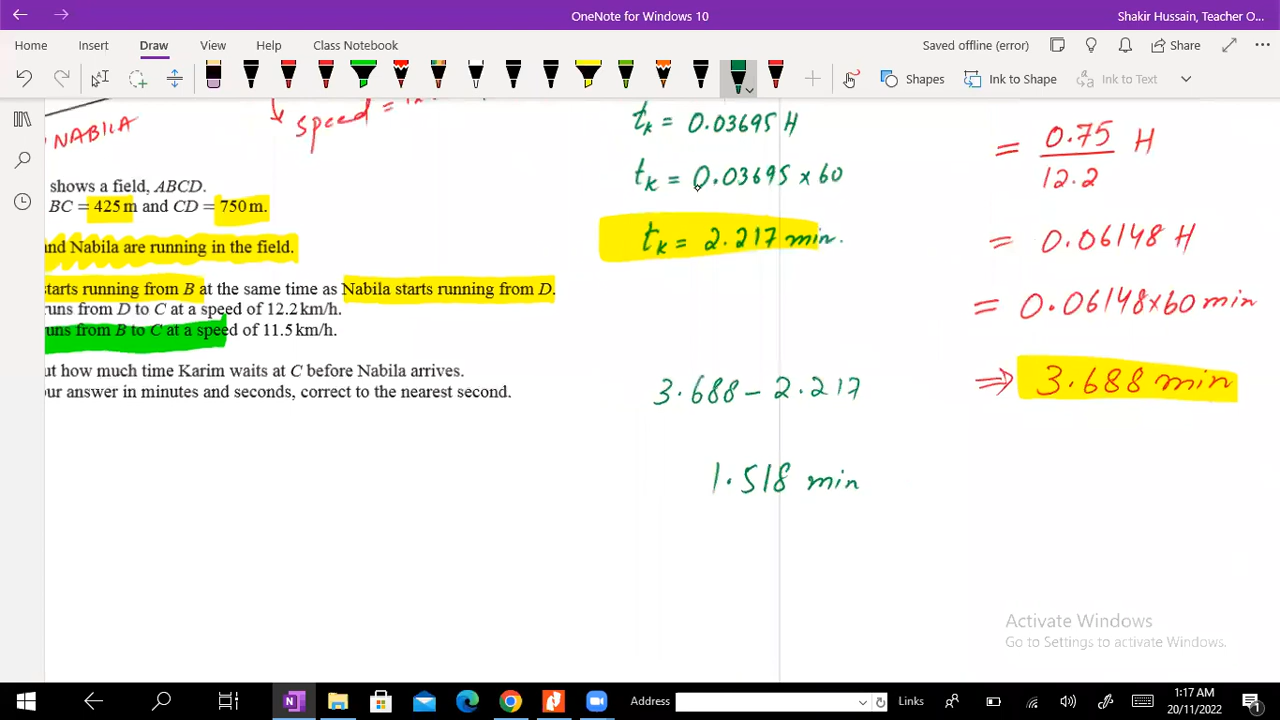 OneNote for Windows 10
Shakir Hussain, Teacher O...
Home Insert Draw View Help Class Notebook
Saved offline (error) Share
Shapes Ink to Shape Ink to Text
NABILA
speed =
shows a field, ABCD.
BC = 425 m and CD = 750 m.
and Nabila are running in the field.
starts running from B at the same time as Nabila starts running from D.
runs from D to C at a speed of 12.2 km/h.
uns from B to C at a speed of 11.5 km/h.
ut how much time Karim waits at C before Nabila arrives.
ur answer in minutes and seconds, correct to the nearest second.
tK = 0.03695 H
tK = 0.03695 x 60
tK = 2.217 min.
3.688 - 2.217
1.518 min
= 0.75 H
12.2
= 0.06148 H
= 0.06148x60 min
⇒ 3.688 min
Activate Windows
Go to Settings to activate Windows.
Address Links
1:17 AM
20/11/2022